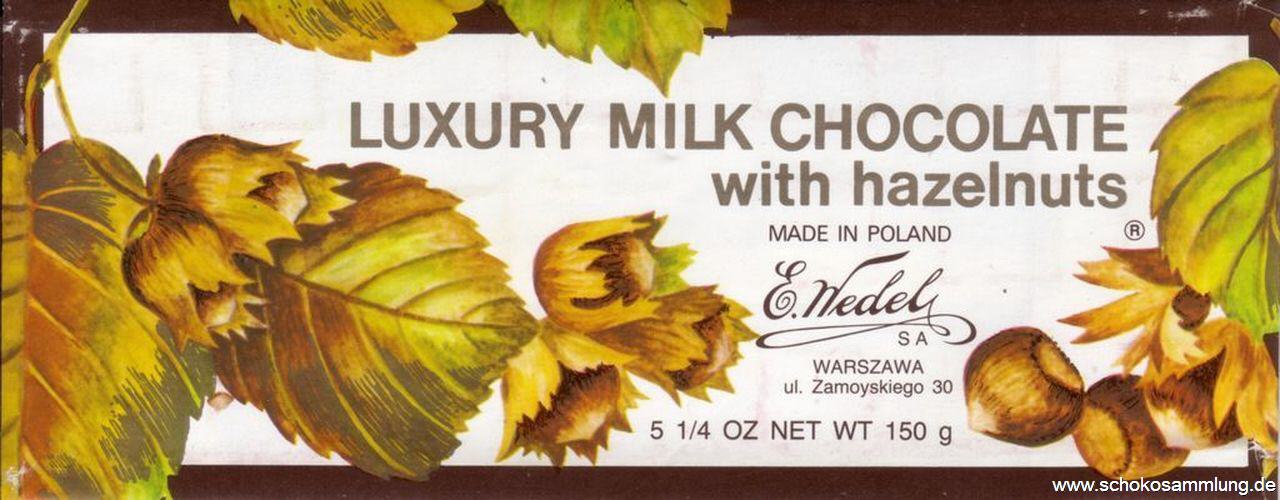 LUXURY MILK CHOCOLATE
with hazelnuts
MADE IN POLAND
®
E. Wedel
SA
WARSZAWA
ul. Zamoyskiego 30
5 1/4 OZ NET WT 150 g
www.schokosammlung.de